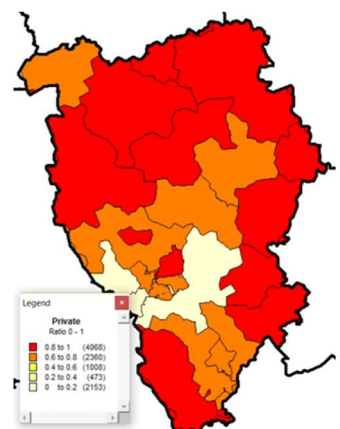 Legend
Private
Ratio 0 - 1
0.8 to 1 (4068)
0.6 to 0.8 (2360)
0.4 to 0.6 (1008)
0.2 to 0.4 (473)
0 to 0.2 (2153)